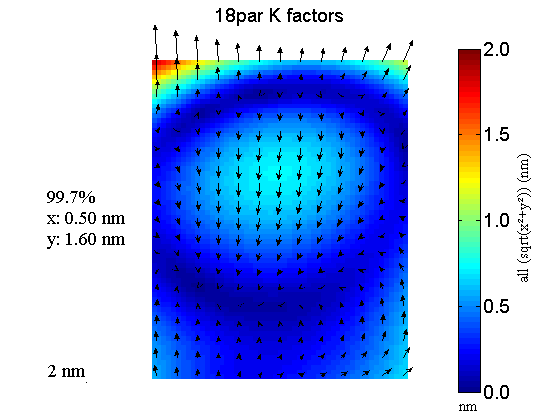 18par K factors
2.0
1.5
99.7%
x: 0.50 nm
y: 1.60 nm
1.0
all (sqrt(x²+y²)) (nm)
0.5
2 nm
0.0
nm